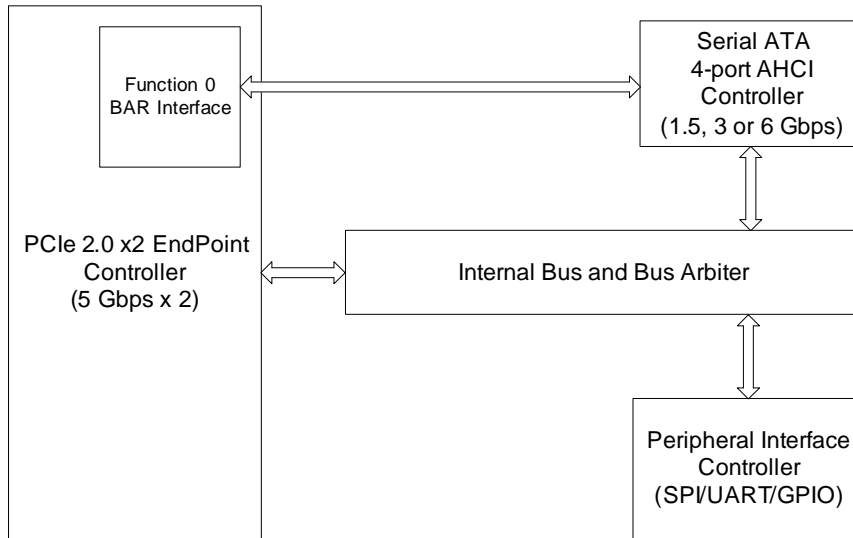 Function 0
BAR Interface
Serial ATA
4-port AHCI
Controller
(1.5, 3 or 6 Gbps)
PCIe 2.0 x2 EndPoint
Controller
(5 Gbps x 2)
Internal Bus and Bus Arbiter
Peripheral Interface
Controller
(SPI/UART/GPIO)